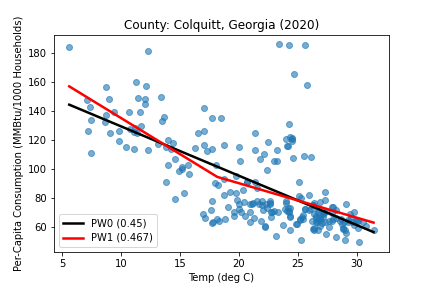 County: Colquitt, Georgia (2020)
Per-Capita Consumption (MMBtu/1000 Households)
180
160
140
120
100
80
60
PW0 (0.45)
PW1 (0.467)
5 10 15 20 25 30
Temp (deg C)